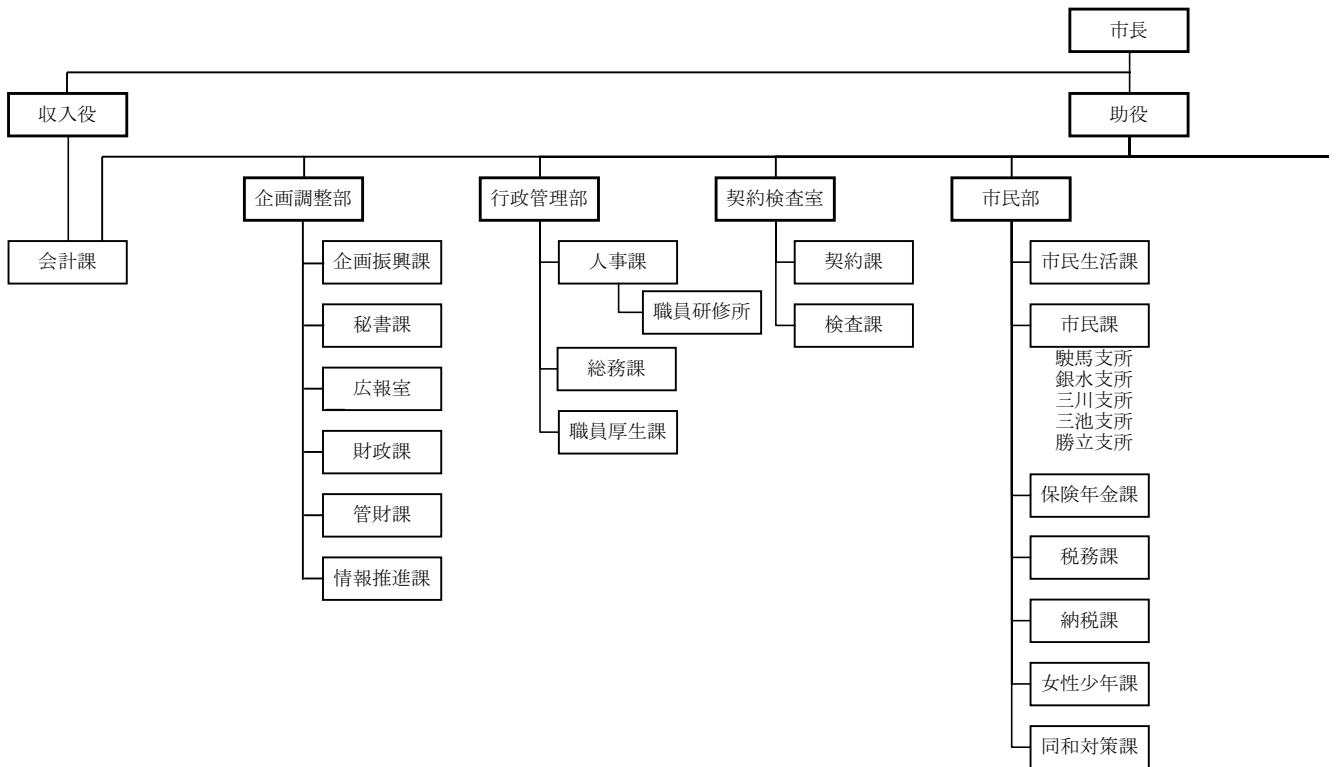 市長
収入役
助役
企画調整部
行政管理部
契約検査室
市民部
会計課
企画振興課
秘書課
広報室
財政課
管財課
情報推進課
人事課
職員研修所
総務課
職員厚生課
契約課
検査課
市民生活課
市民課
駛馬支所
銀水支所
三川支所
三池支所
勝立支所
保険年金課
税務課
納税課
女性少年課
同和対策課